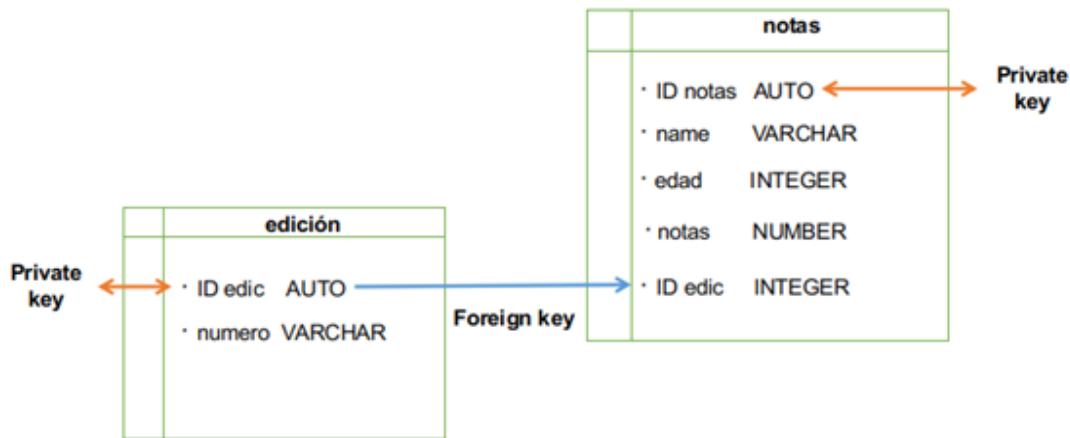 notas
· ID notas AUTO
Private
key
· name VARCHAR
· edad INTEGER
· notas NUMBER
· ID edic INTEGER
edición
Private
key
· ID edic AUTO
· numero VARCHAR
Foreign key